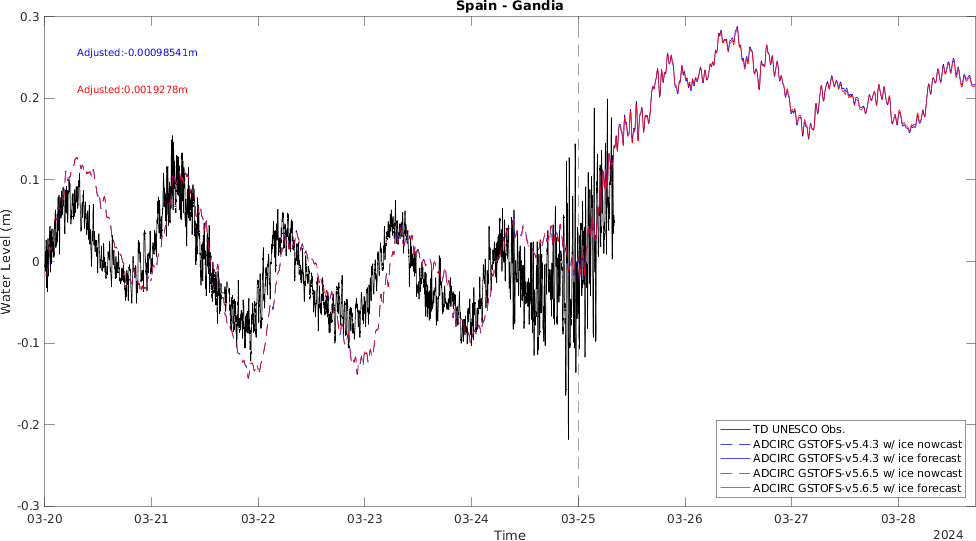 Spain - Gandia
0.3
0.2
0.1
0
-0.1
-0.2
-0.3
Water Level (m)
Adjusted:-0.00098541m
Adjusted:0.0019278m
TD UNESCO Obs.
ADCIRC GSTOFS-v5.4.3 w/ ice nowcast
ADCIRC GSTOFS-v5.4.3 w/ ice forecast
ADCIRC GSTOFS-v5.6.5 w/ ice nowcast
ADCIRC GSTOFS-v5.6.5 w/ ice forecast
03-20 03-21 03-22 03-23 03-24 03-25 03-26 03-27 03-28
Time
2024